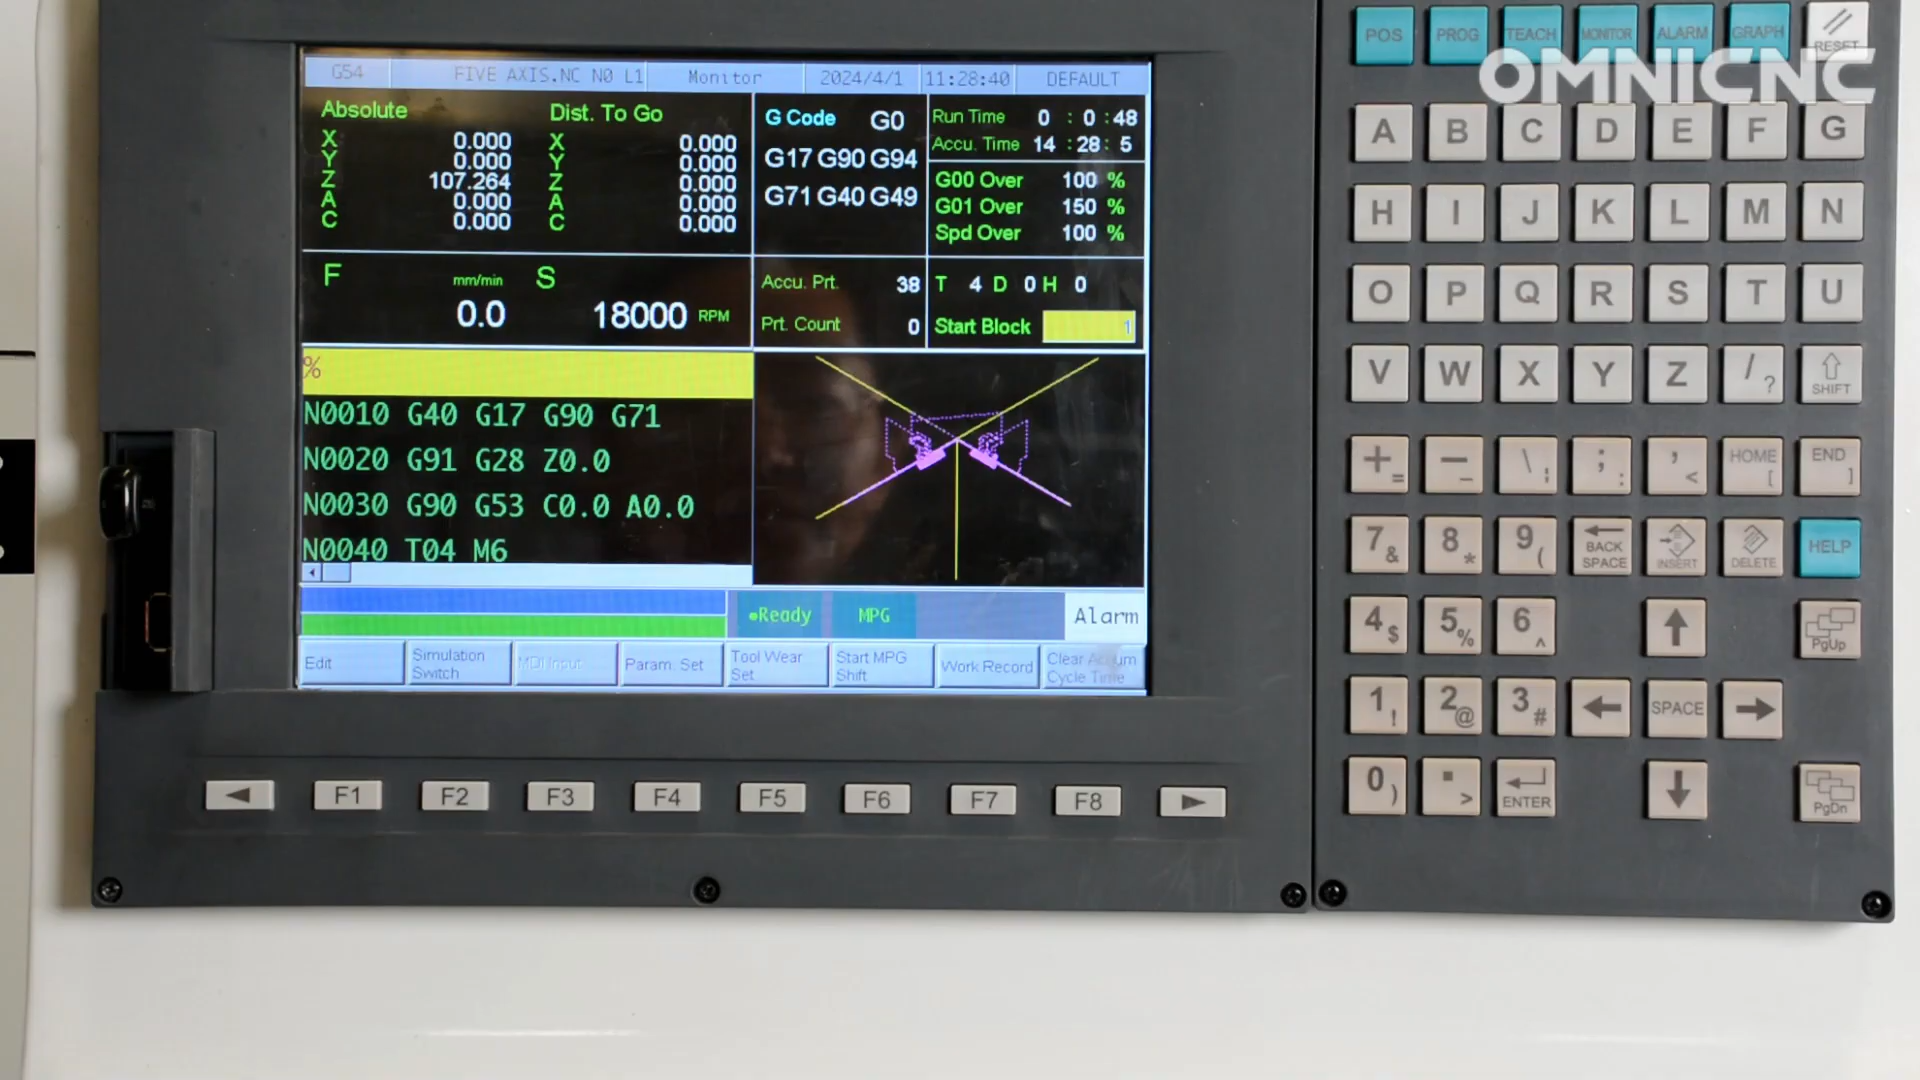 OMNICNC
G54 FIVE AXIS.NC N0 L1 Monitor 2024/4/1 11:28:40 DEFAULT
Absolute Dist. To Go
X 0.000 X 0.000
Y 0.000 Y 0.000
Z 107.264 Z 0.000
A 0.000 A 0.000
C 0.000 C 0.000
G Code G0
G17 G90 G94
G71 G40 G49
Run Time 0 : 0 :48
Accu. Time 14 :28: 5
G00 Over 100 %
G01 Over 150 %
Spd Over 100 %
F mm/min S
0.0 18000 RPM
Accu. Prt. 38
Prt. Count 0
T 4 D 0 H 0
Start Block 1
%
N0010 G40 G17 G90 G71
N0020 G91 G28 Z0.0
N0030 G90 G53 C0.0 A0.0
N0040 T04 M6
Ready MPG Alarm
Edit
Simulation
Switch
MDI Input
Param. Set
Tool Wear
Set
Start MPG
Shift
Work Record
Clear Accum
Cycle Time
F1 F2 F3 F4 F5 F6 F7 F8
POS PROG TEACH MONITOR ALARM GRAPH RESET
A B C D E F G
H I J K L M N
O P Q R S T U
V W X Y Z / ? SHIFT
+ = - _ \ ¦ ; : ' < HOME [ END ]
7 & 8 * 9 ( BACK SPACE INSERT DELETE HELP
4 $ 5 % 6 ^ PgUp
1 ! 2 @ 3 # SPACE
0 ) . > ENTER PgDn